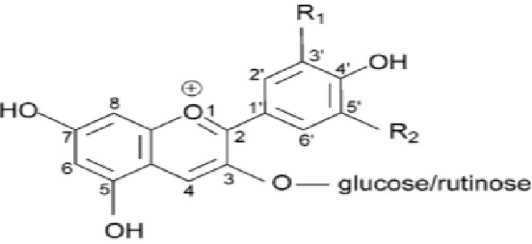 R1
3' 4' OH
2'
HO 8 ⊕ O 1 1' 5'
7 2 6' R2
6 5 4 3 O glucose/rutinose
OH